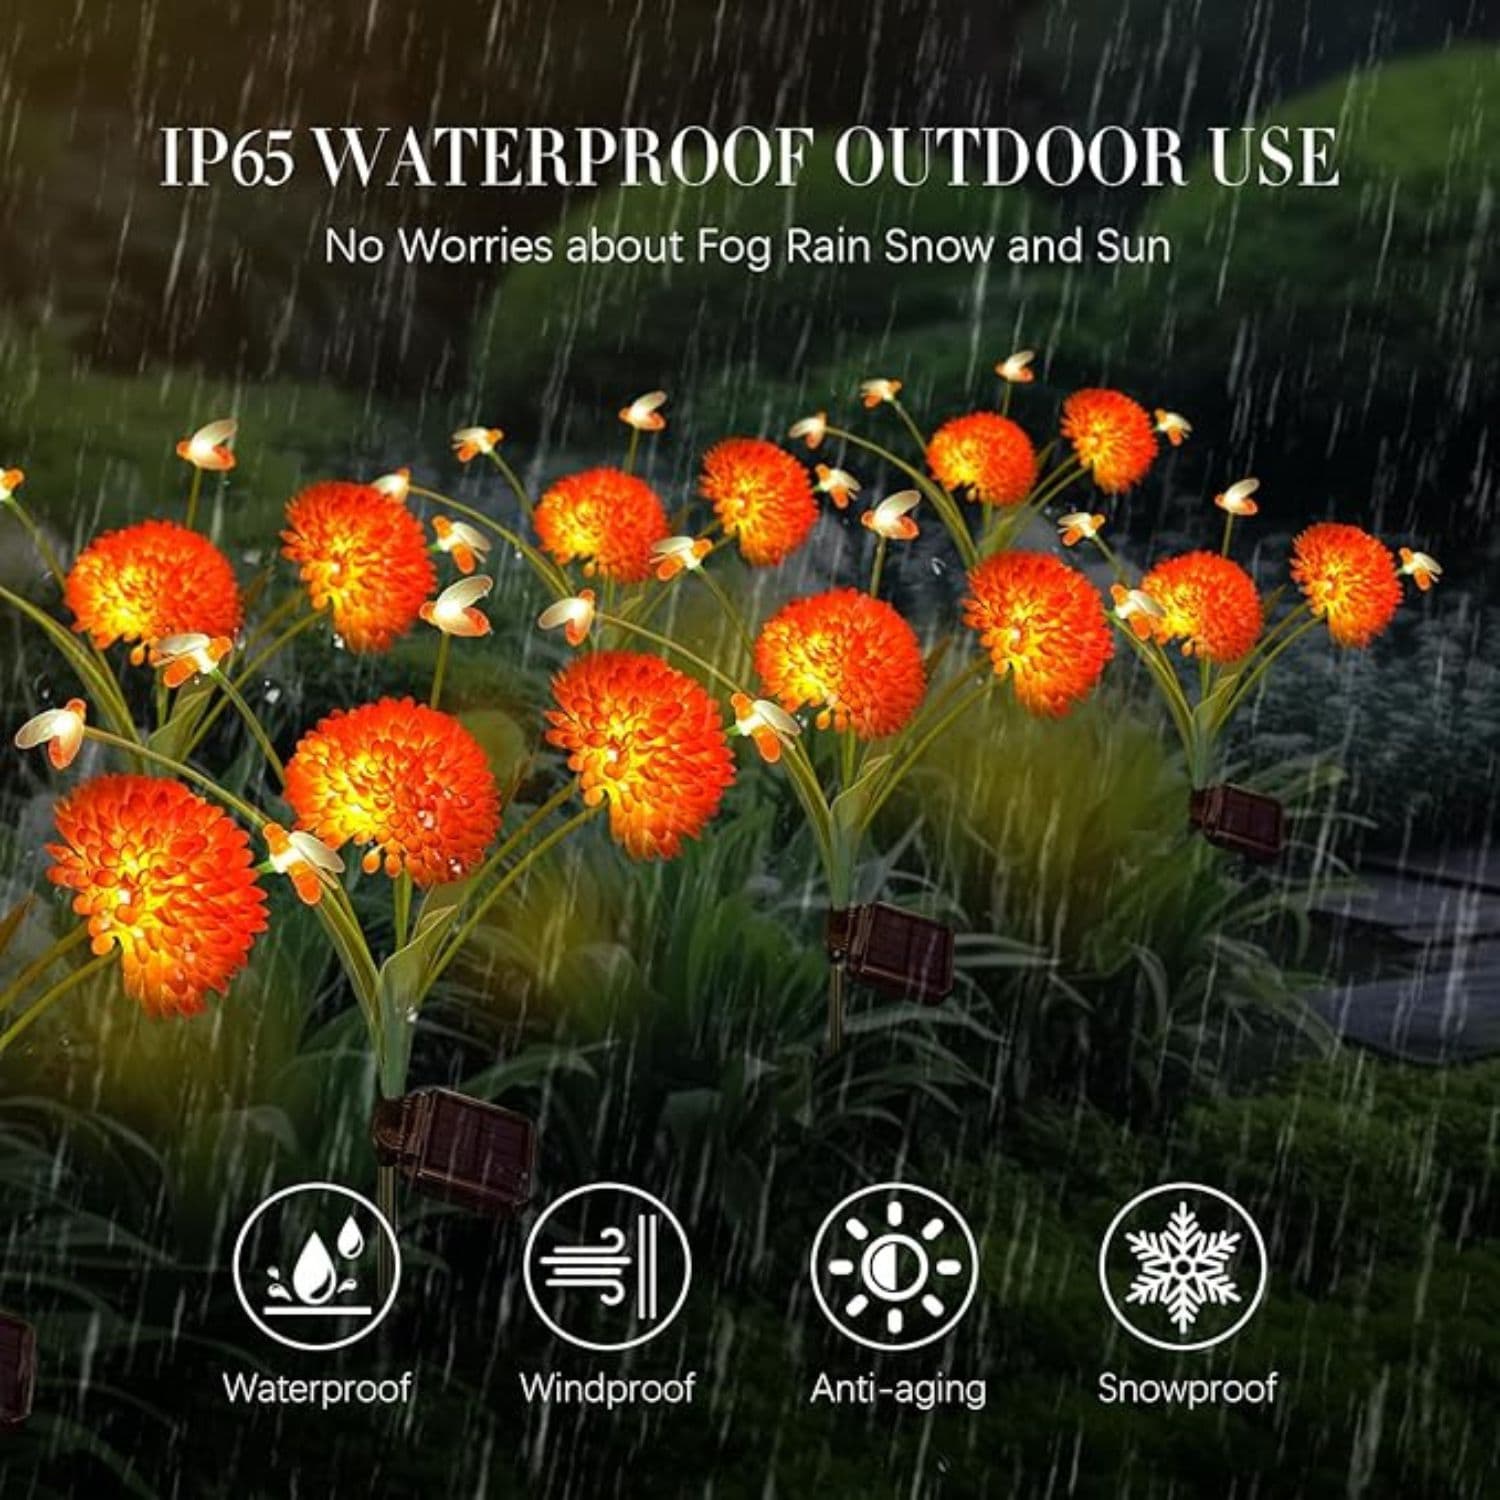 IP65 WATERPROOF OUTDOOR USE
No Worries about Fog Rain Snow and Sun
Waterproof
Windproof
Anti-aging
Snowproof